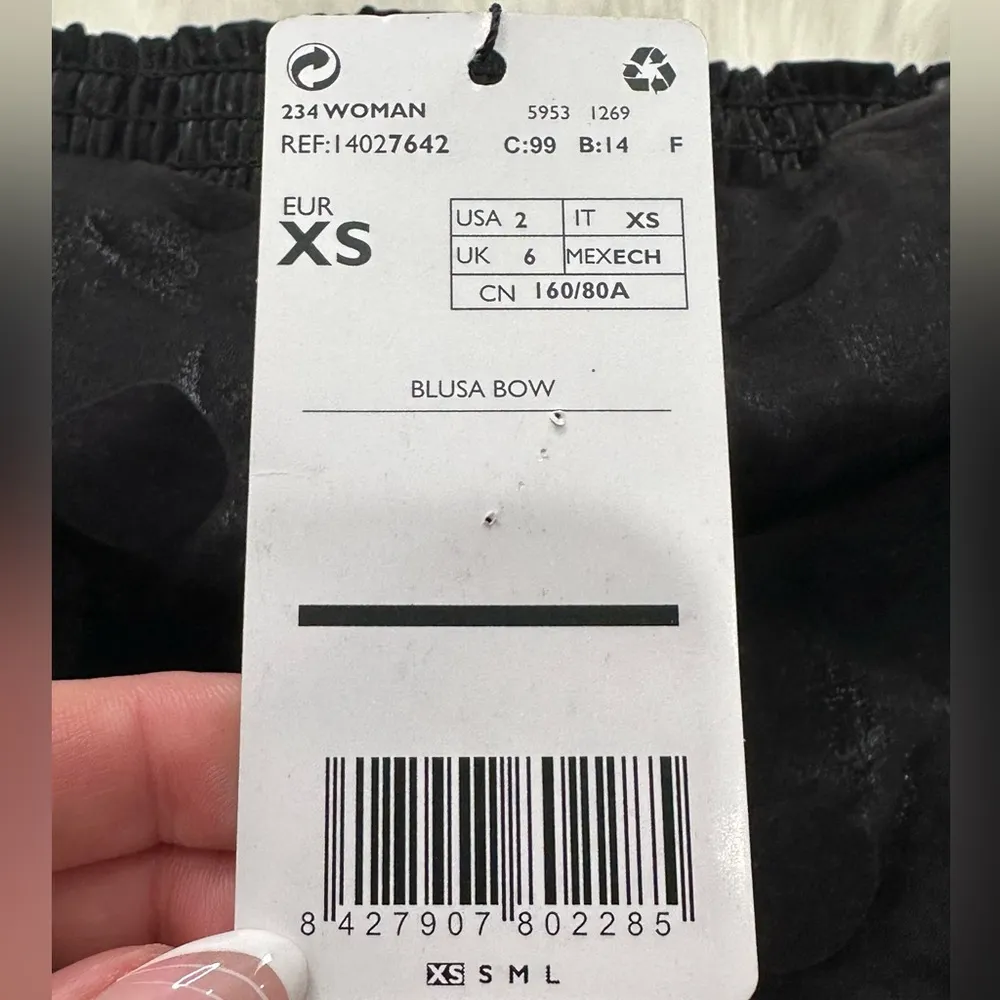 234 WOMAN 5953 1269
REF:14027642 C:99 B:14 F
EUR
XS
USA 2 IT XS
UK 6 MEX ECH
CN 160/80A
BLUSA BOW
8 427907 802285
XS S M L